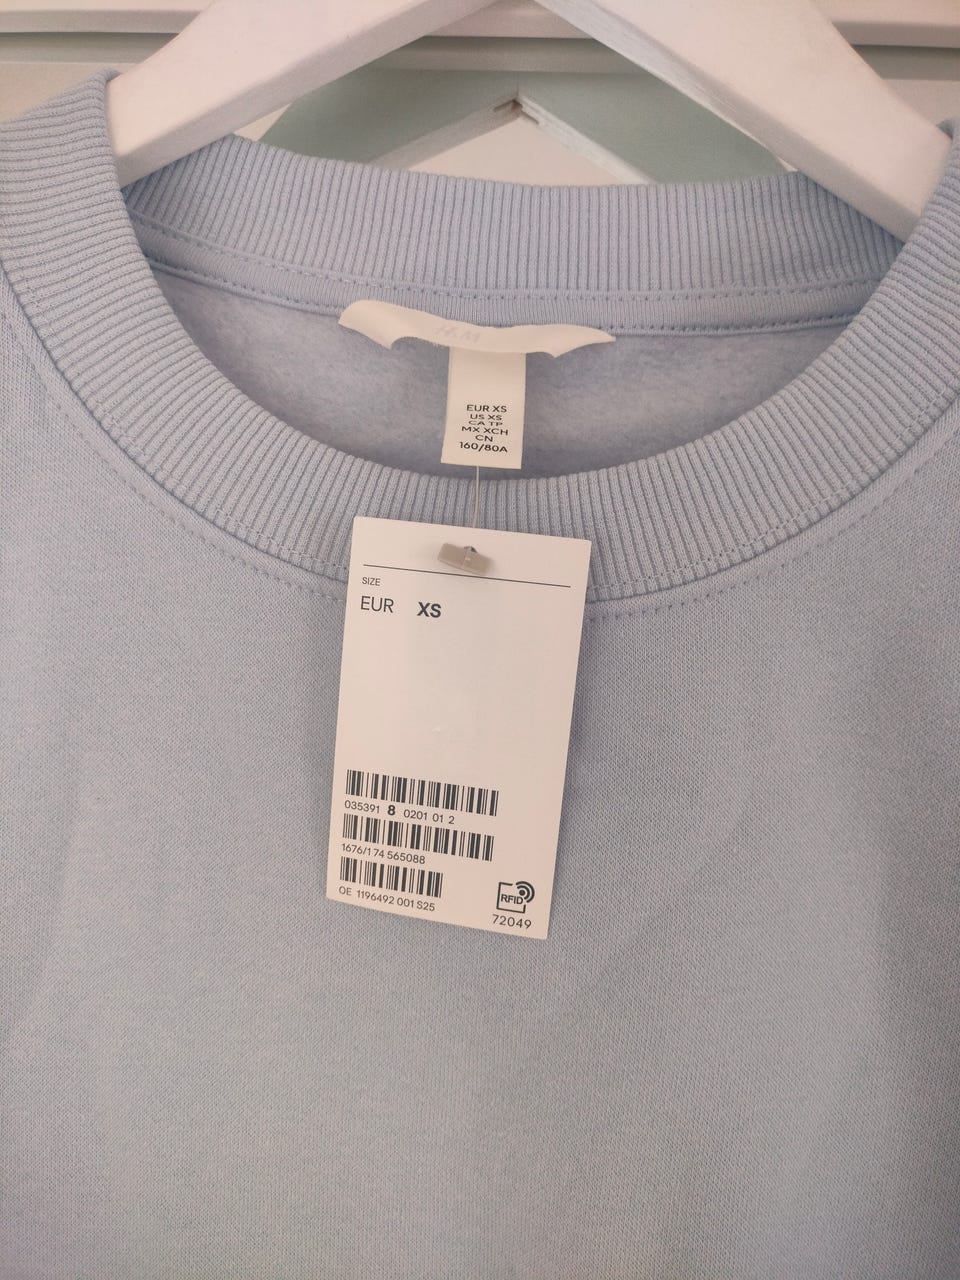 H&M
EUR XS
US XS
CA TP
MX XCH
CN
160/80A
SIZE
EUR XS
035391 8 0201 01 2
1676/174 565088
OE 1196492 001 S25
RFID
72049